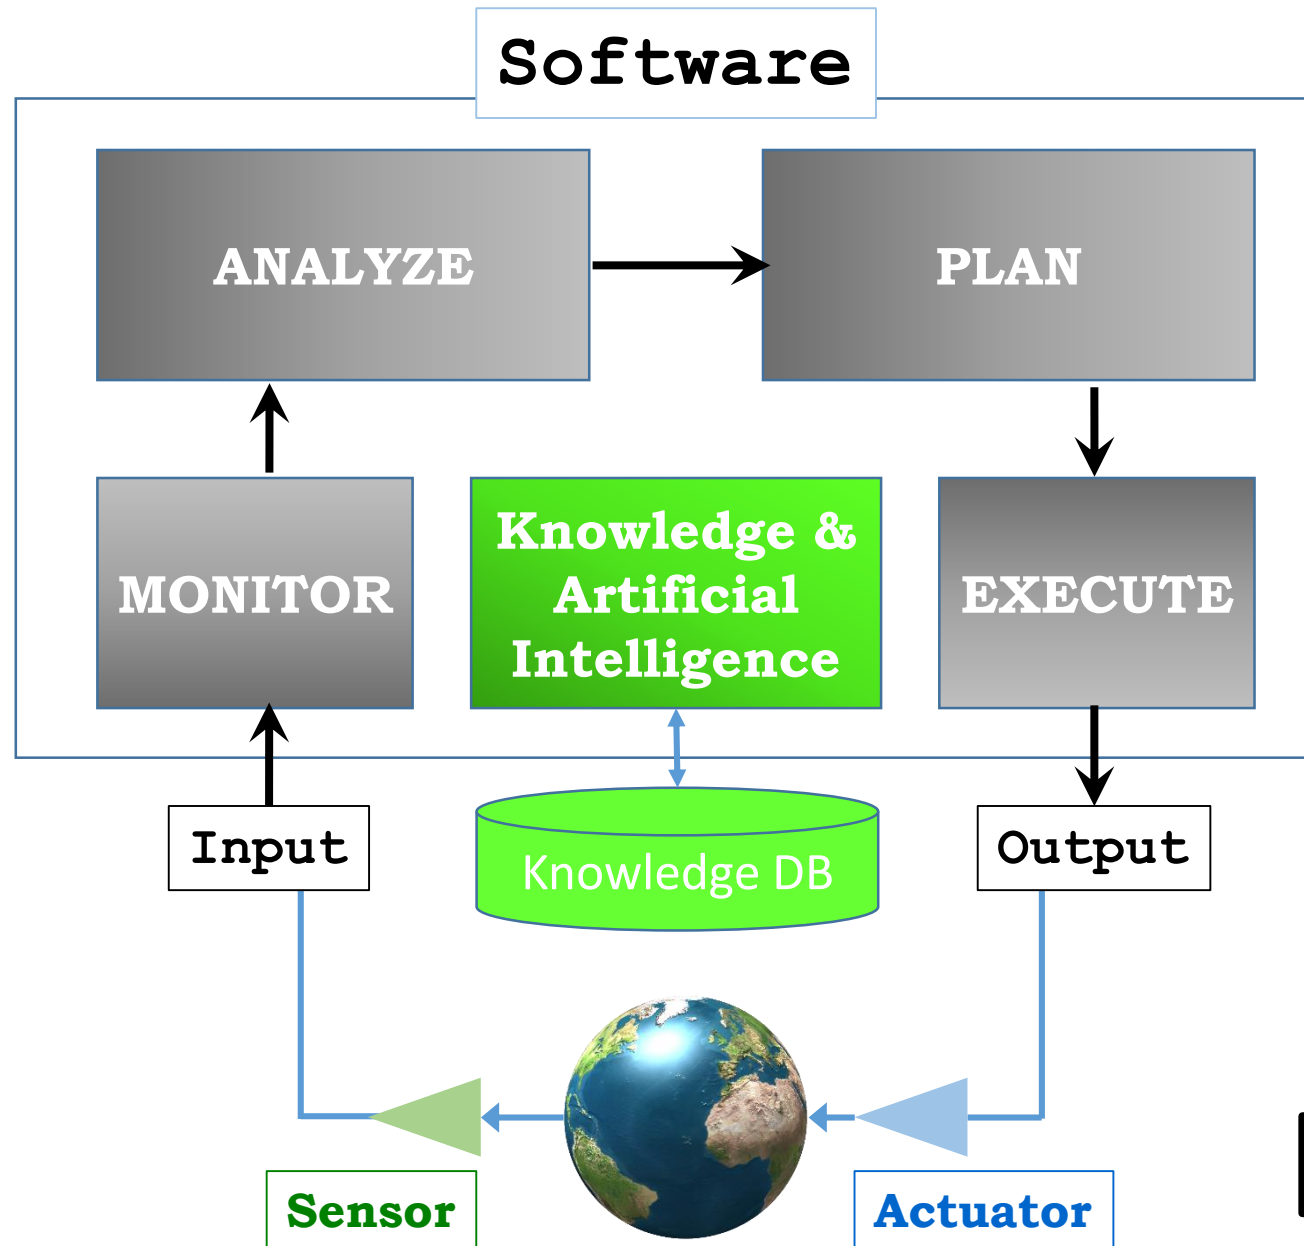 Software
ANALYZE
PLAN
MONITOR
Knowledge &
Artificial
Intelligence
EXECUTE
Input
Knowledge DB
Output
Sensor
Actuator